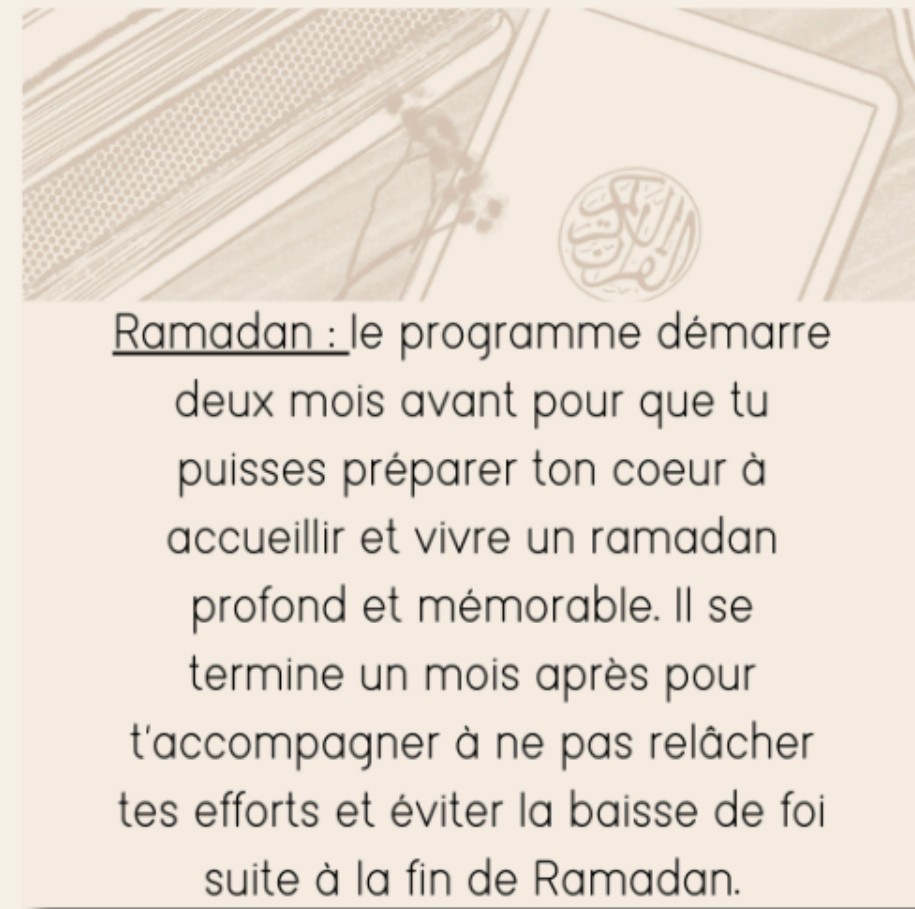 القرآن الكريم
Ramadan : le programme démarre
deux mois avant pour que tu
puisses préparer ton coeur à
accueillir et vivre un ramadan
profond et mémorable. Il se
termine un mois après pour
t'accompagner à ne pas relâcher
tes efforts et éviter la baisse de foi
suite à la fin de Ramadan.